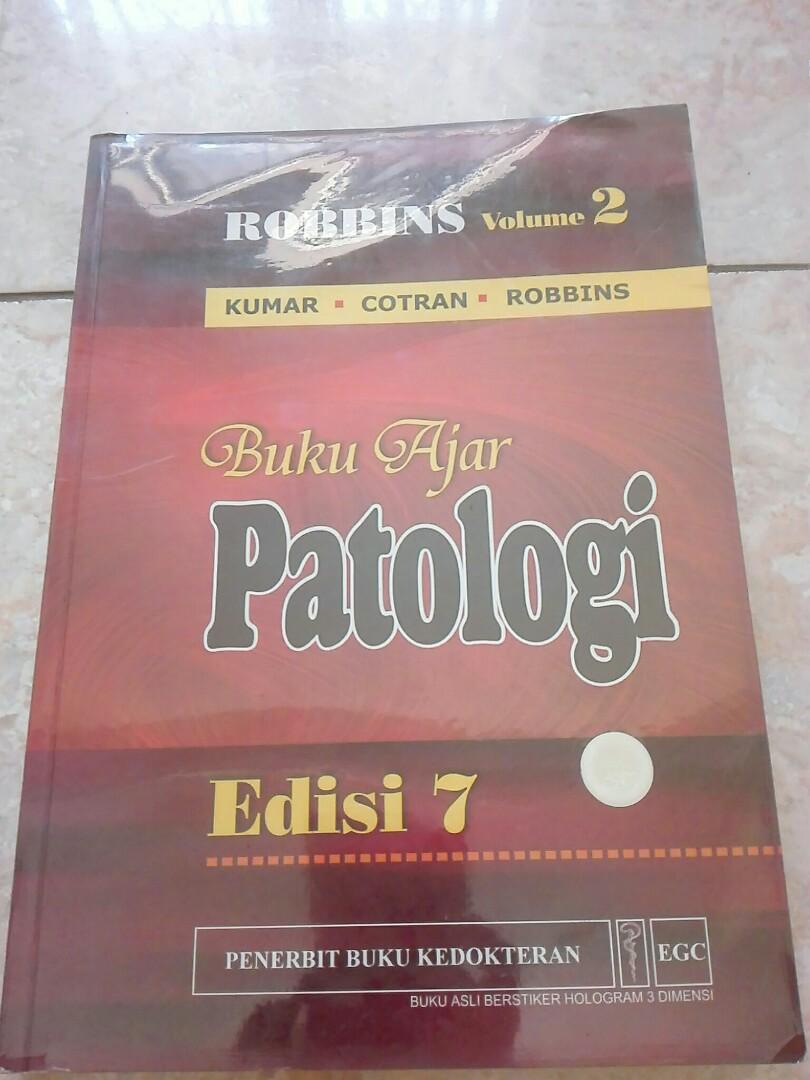 ROBBINS Volume 2
KUMAR ▪ COTRAN ▪ ROBBINS
Buku Ajar
Patologi
Edisi 7
PENERBIT BUKU KEDOKTERAN EGC
BUKU ASLI BERSTIKER HOLOGRAM 3 DIMENSI